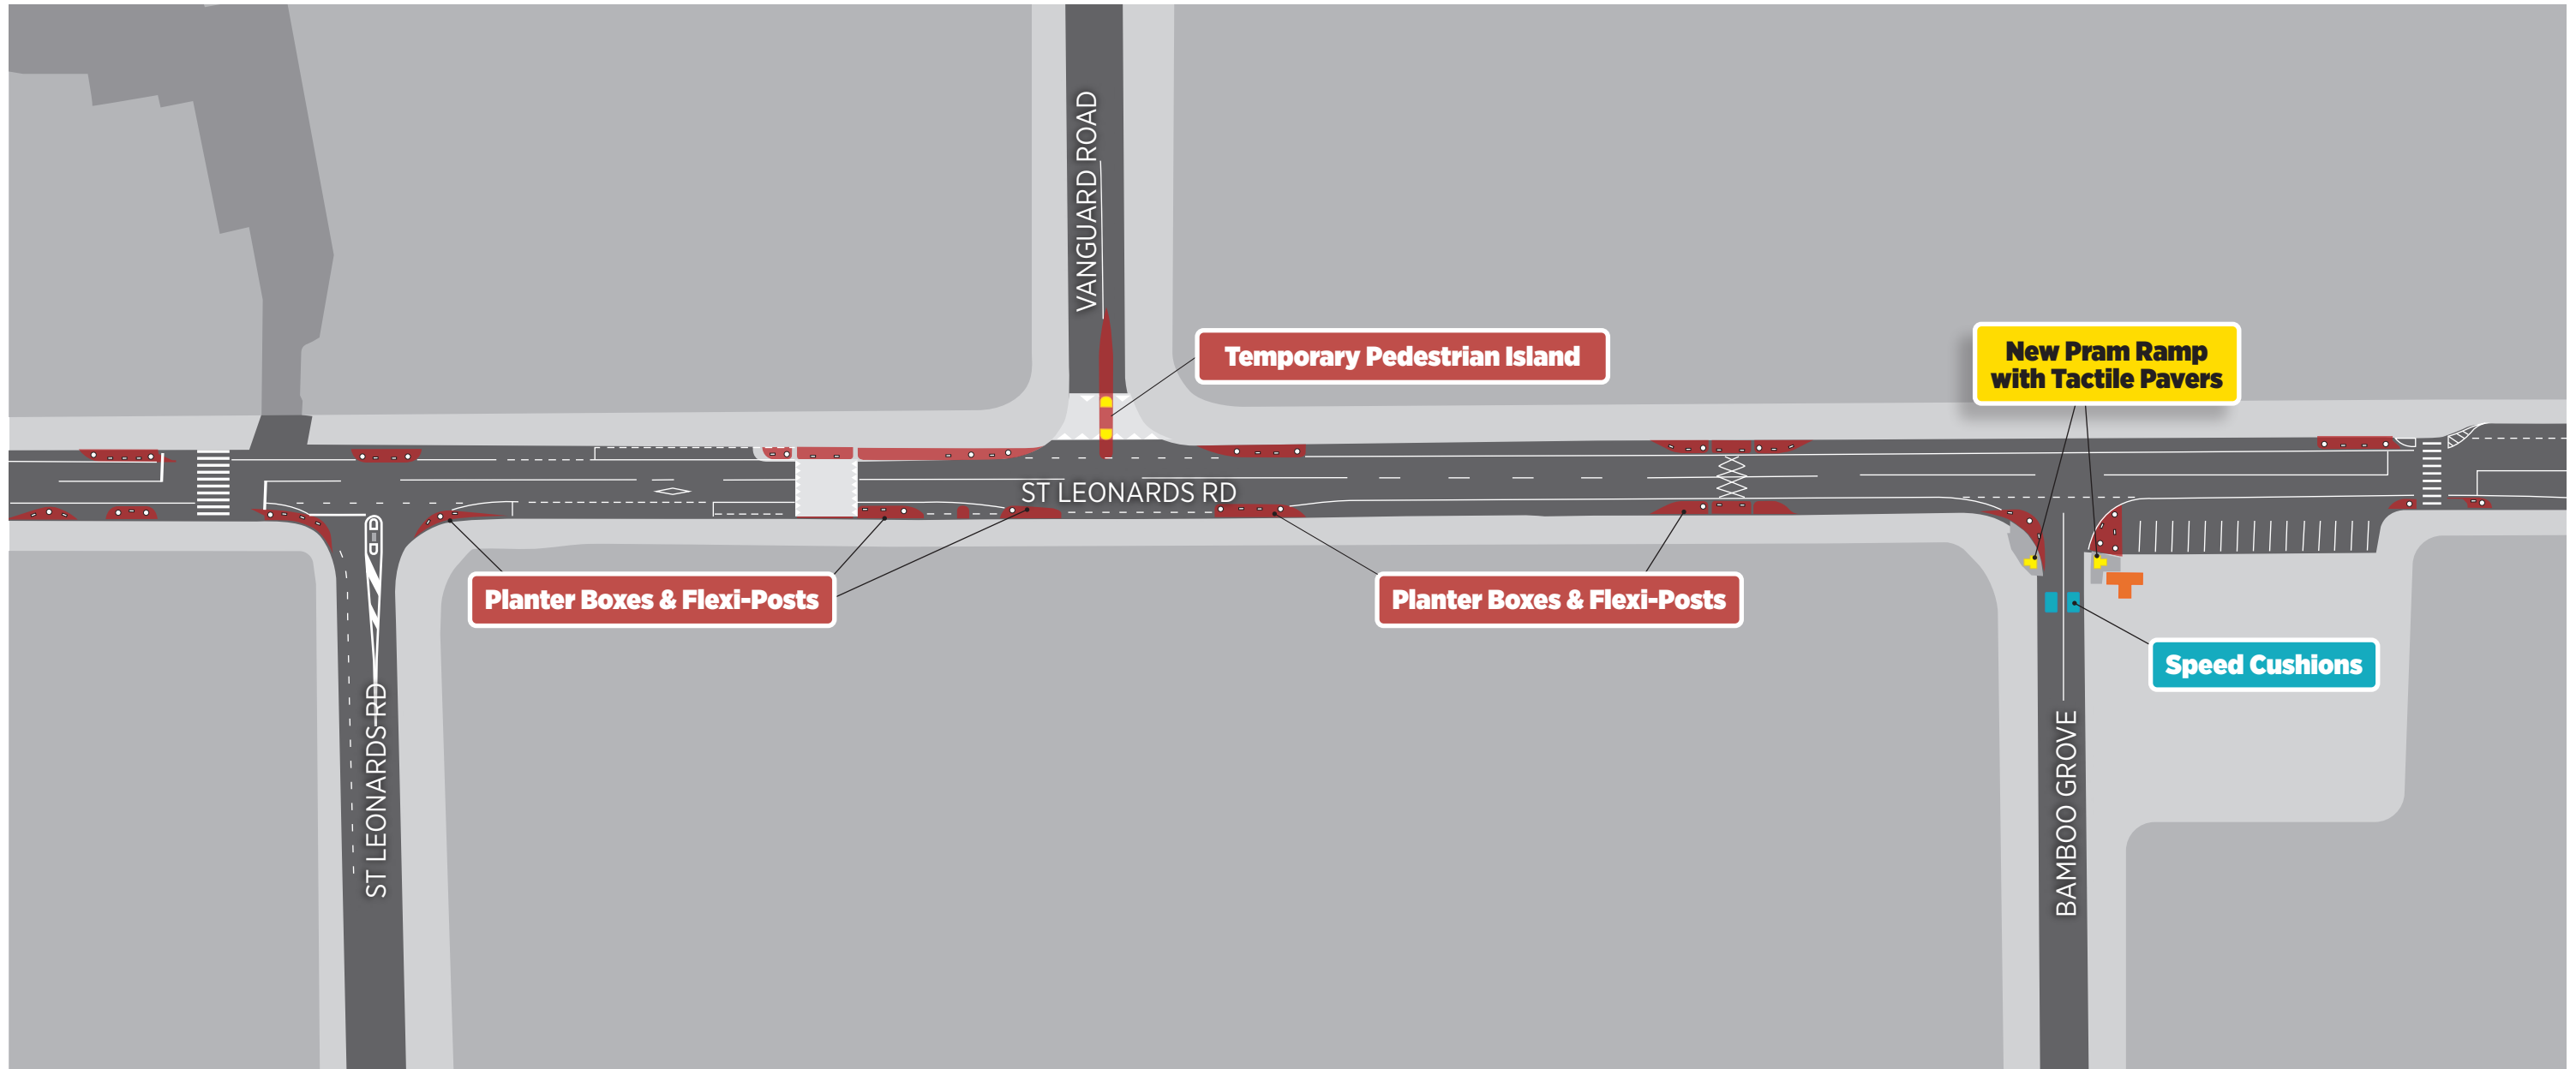 VANGUARD ROAD
Temporary Pedestrian Island
New Pram Ramp
with Tactile Pavers
ST LEONARDS RD
Planter Boxes & Flexi-Posts
Planter Boxes & Flexi-Posts
Speed Cushions
ST LEONARDS RD
BAMBOO GROVE